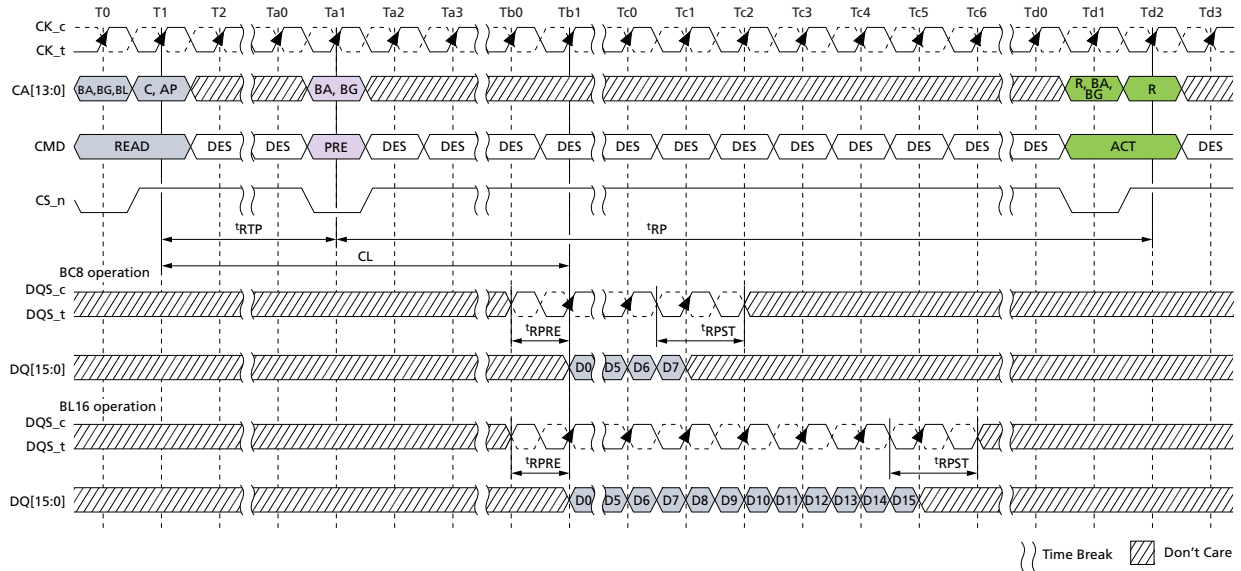 T0 T1 T2 Ta0 Ta1 Ta2 Ta3 Tb0 Tb1 Tc0 Tc1 Tc2 Tc3 Tc4 Tc5 Tc6 Td0 Td1 Td2 Td3
CK_c
CK_t
CA[13:0] BA,BG,BL C, AP BA, BG R, BA, BG R
CMD READ DES DES PRE DES DES DES DES DES DES DES DES DES DES DES DES ACT DES
CS_n
tRTP tRP
CL
BC8 operation
DQS_c
DQS_t
tRPRE tRPST
DQ[15:0] D0 D5 D6 D7
BL16 operation
DQS_c
DQS_t
tRPRE tRPST
DQ[15:0] D0 D5 D6 D7 D8 D9 D10 D11 D12 D13 D14 D15
Time Break Don't Care